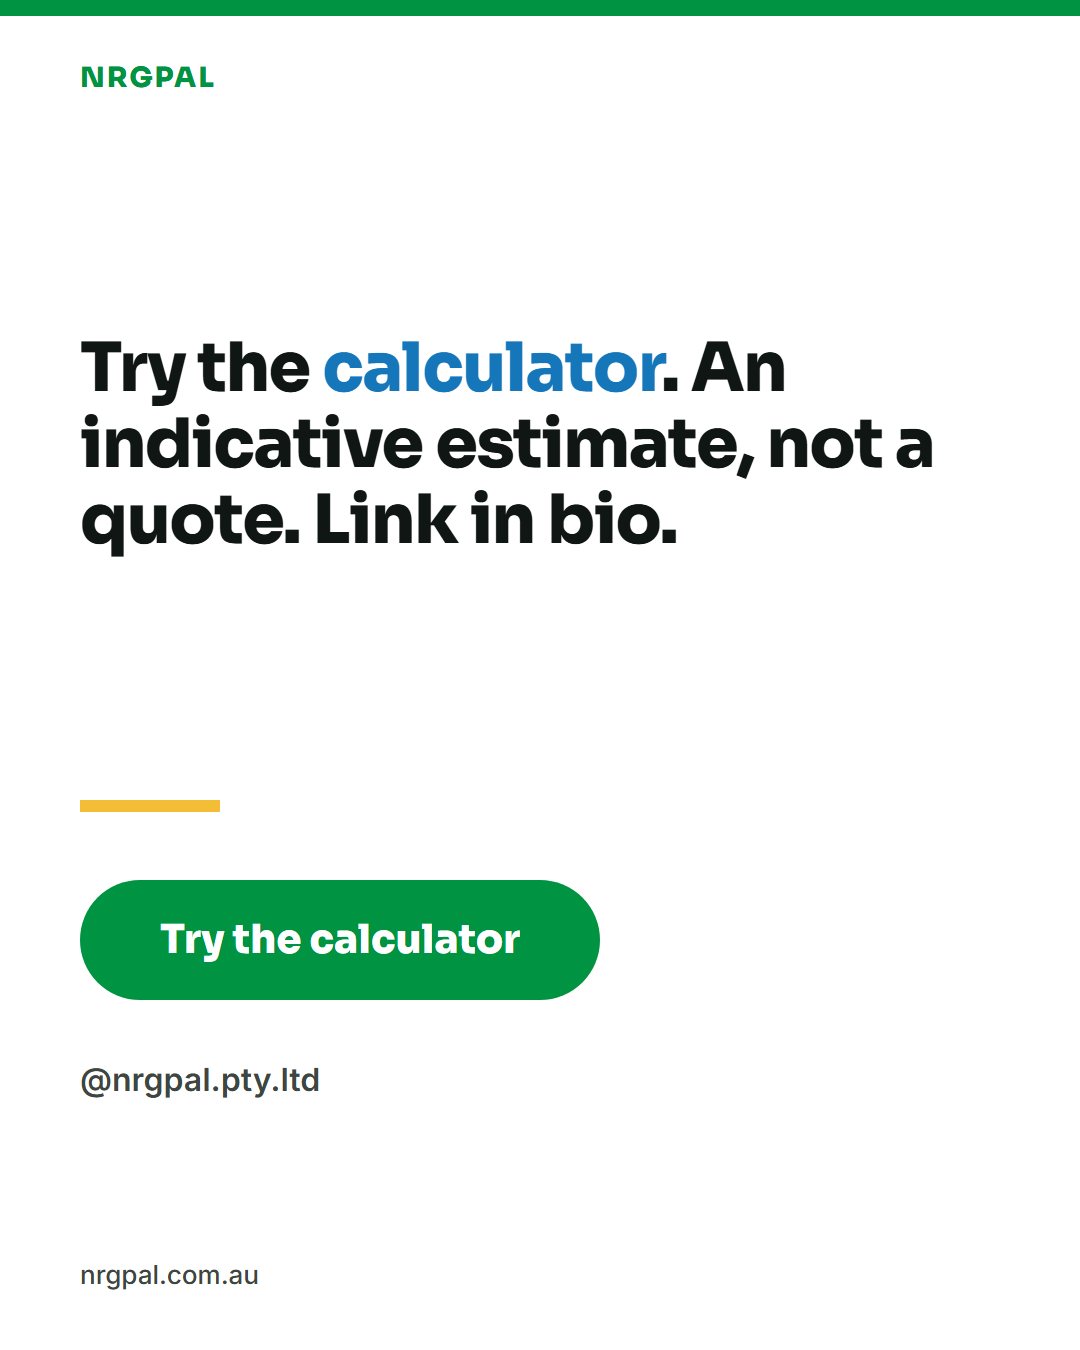 NRGPAL
Try the calculator. An
indicative estimate, not a
quote. Link in bio.
Try the calculator
@nrgpal.pty.ltd
nrgpal.com.au